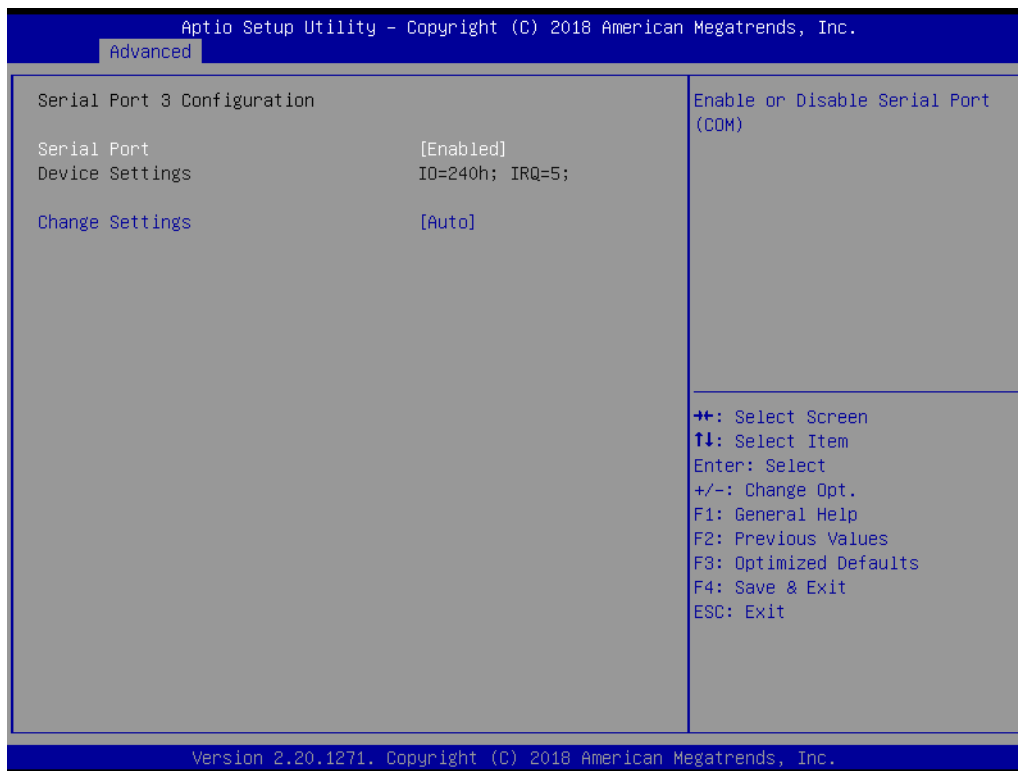 Aptio Setup Utility – Copyright (C) 2018 American Megatrends, Inc.
Advanced
Serial Port 3 Configuration
Serial Port [Enabled]
Device Settings IO=240h; IRQ=5;
Change Settings [Auto]
Enable or Disable Serial Port
(COM)
→←: Select Screen
↑↓: Select Item
Enter: Select
+/-: Change Opt.
F1: General Help
F2: Previous Values
F3: Optimized Defaults
F4: Save & Exit
ESC: Exit
Version 2.20.1271. Copyright (C) 2018 American Megatrends, Inc.